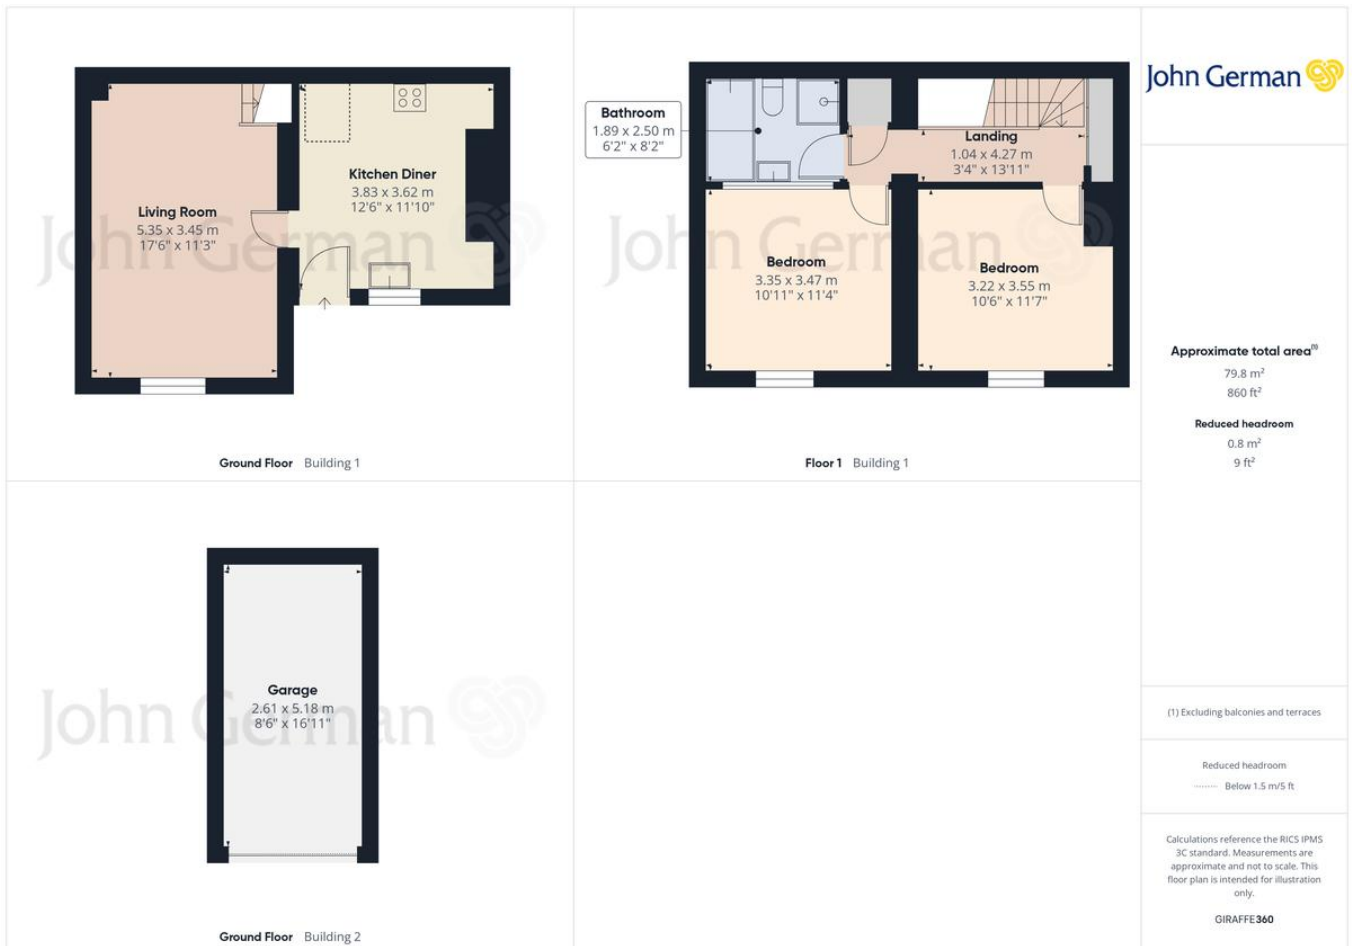 Living Room
5.35 x 3.45 m
17'6" x 11'3"
Kitchen Diner
3.83 x 3.62 m
12'6" x 11'10"
John German
Ground Floor Building 1
Bathroom
1.89 x 2.50 m
6'2" x 8'2"
Landing
1.04 x 4.27 m
3'4" x 13'11"
Bedroom
3.35 x 3.47 m
10'11" x 11'4"
Bedroom
3.22 x 3.55 m
10'6" x 11'7"
John German
Floor 1 Building 1
Garage
2.61 x 5.18 m
8'6" x 16'11"
John German
Ground Floor Building 2
John German
Approximate total area(1)
79.8 m²
860 ft²
Reduced headroom
0.8 m²
9 ft²
(1) Excluding balconies and terraces
Reduced headroom
Below 1.5 m/5 ft
Calculations reference the RICS IPMS
3C standard. Measurements are
approximate and not to scale. This
floor plan is intended for illustration
only.
GIRAFFE360